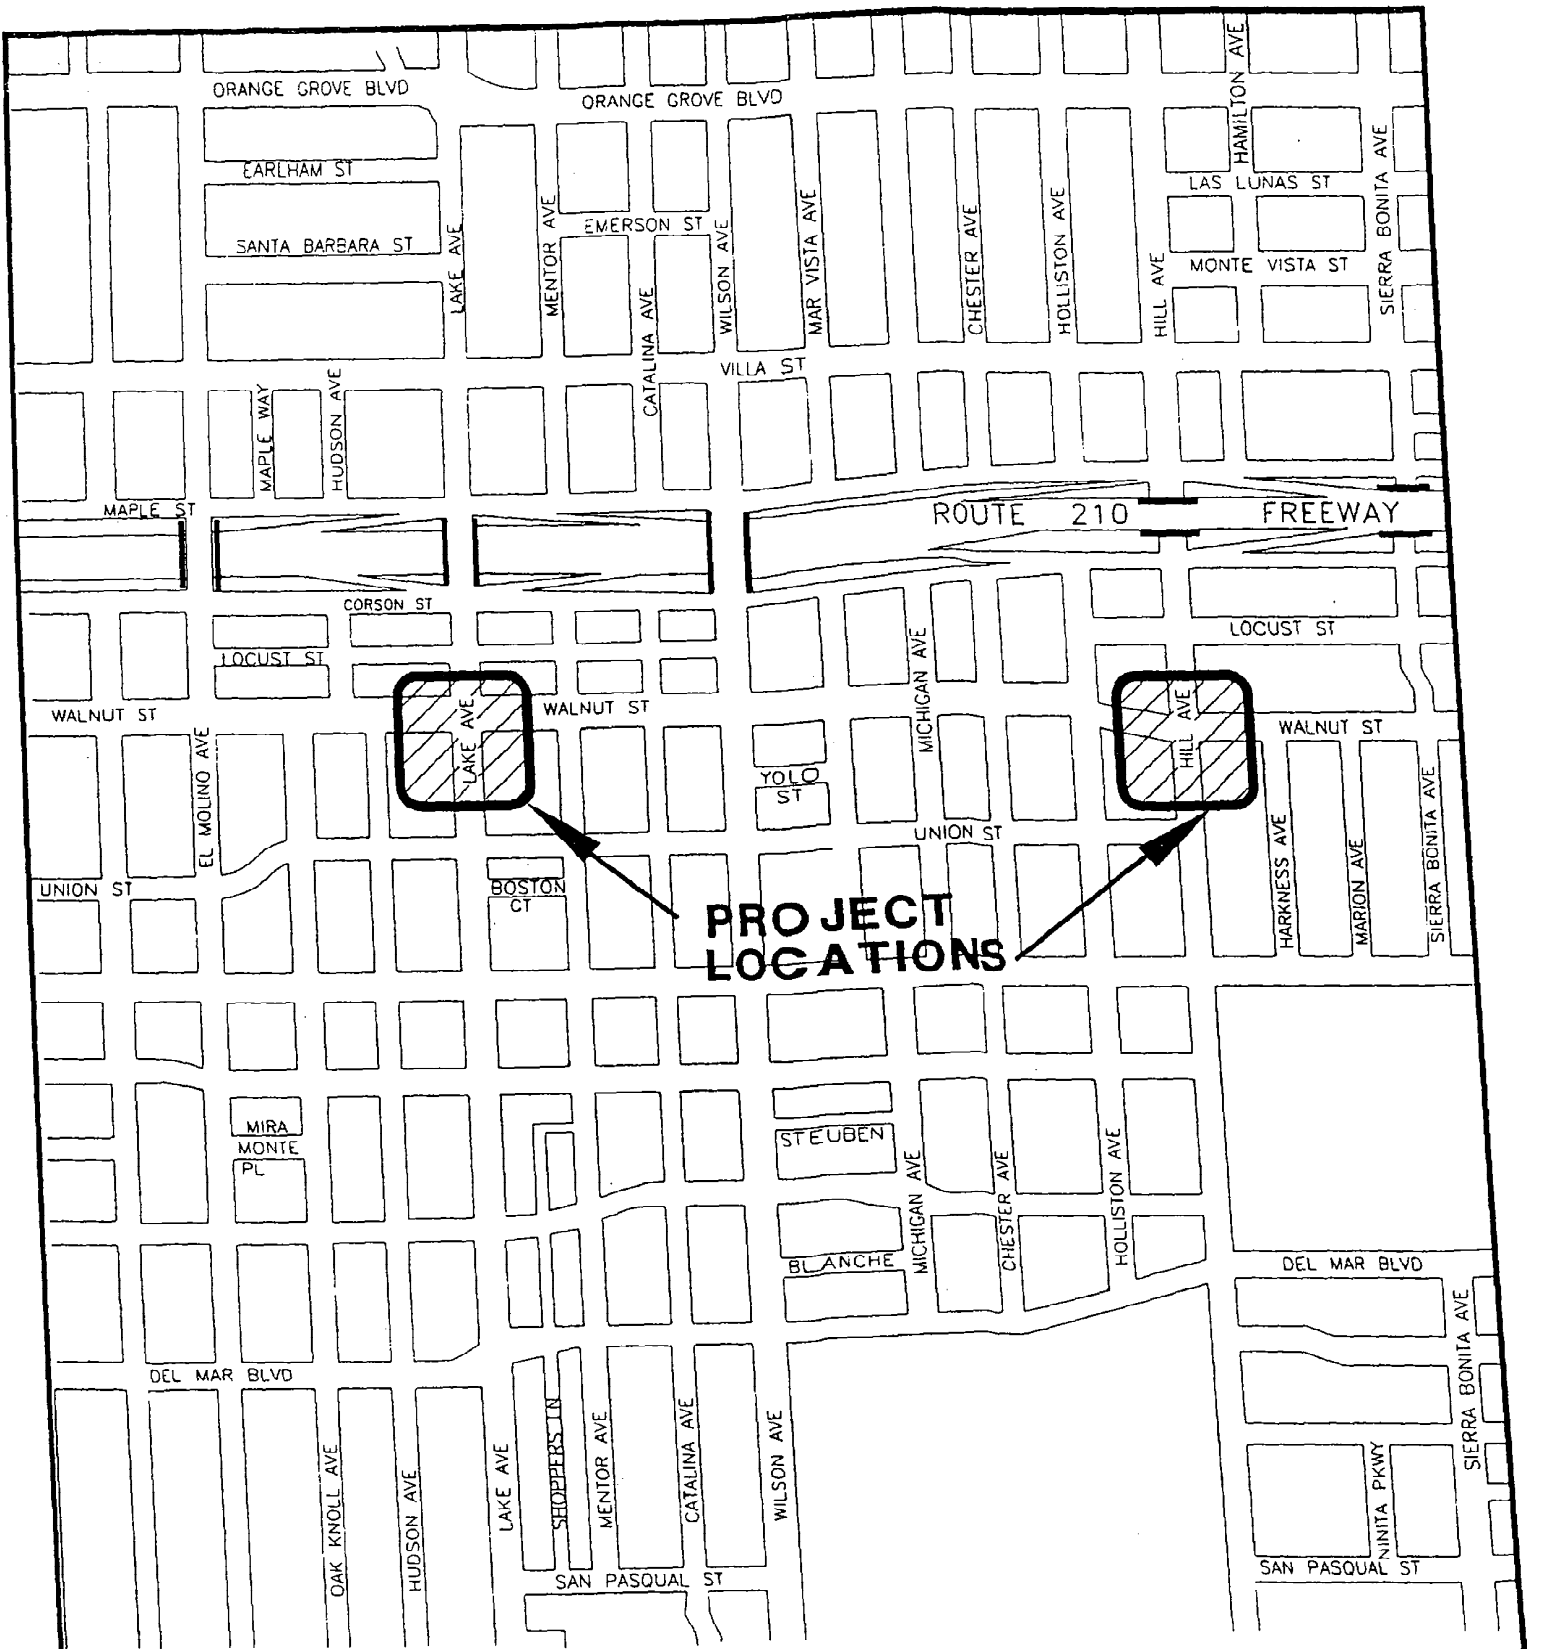 ORANGE GROVE BLVD
ORANGE GROVE BLVD
HAMILTON AVE
EARLHAM ST
SIERRA BONITA AVE
LAS LUNAS ST
EMERSON ST
SANTA BARBARA ST
LAKE AVE
MENTOR AVE
CATALINA AVE
WILSON AVE
MAR VISTA AVE
CHESTER AVE
HOLLISTON AVE
HILL AVE
MONTE VISTA ST
VILLA ST
MAPLE WAY
HUDSON AVE
MAPLE ST
ROUTE 210 FREEWAY
CORSON ST
LOCUST ST
LOCUST ST
MICHIGAN AVE
WALNUT ST
LAKE AVE
WALNUT ST
HILL AVE
WALNUT ST
EL MOLINO AVE
YOLO
ST
UNION ST
HARKNESS AVE
MARION AVE
SIERRA BONITA AVE
UNION ST
BOSTON
CT
PROJECT
LOCATIONS
MIRA
MONTE
PL
STEUBEN
MICHIGAN AVE
CHESTER AVE
HOLLISTON AVE
BLANCHE
DEL MAR BLVD
DEL MAR BLVD
SIERRA BONITA AVE
OAK KNOLL AVE
HUDSON AVE
LAKE AVE
SHOPPERS LN
MENTOR AVE
CATALINA AVE
WILSON AVE
NINITA PKWY
SAN PASQUAL ST
SAN PASQUAL ST